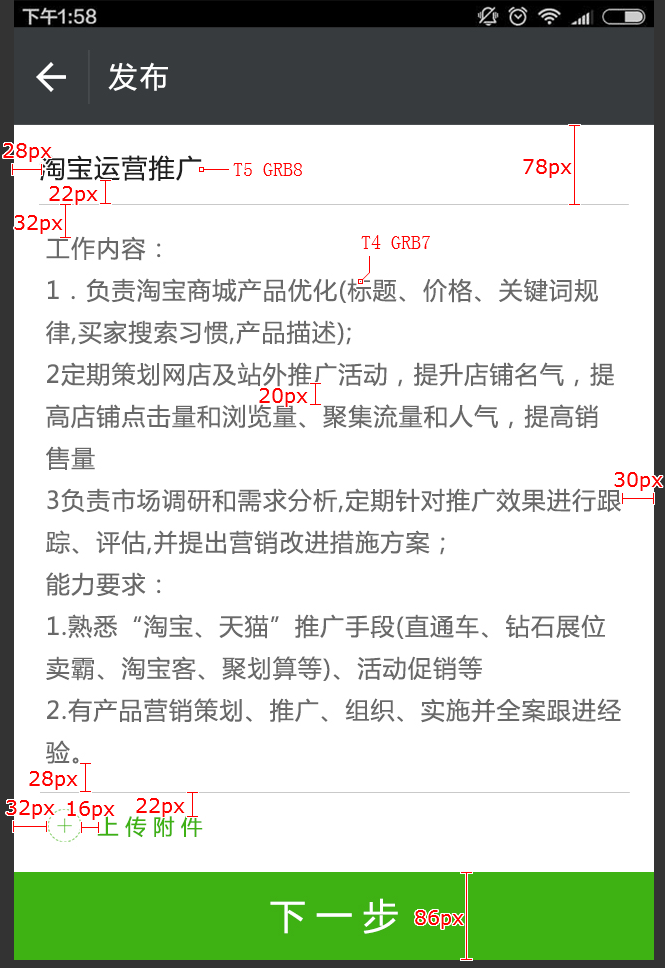 下午1:58
发布
28px
淘宝运营推广
T5 GRB8
78px
22px
32px
工作内容：
T4 GRB7
1．负责淘宝商城产品优化(标题、价格、关键词规
律,买家搜索习惯,产品描述);
2定期策划网店及站外推广活动，提升店铺名气，提
20px
高店铺点击量和浏览量、聚集流量和人气，提高销
售量
30px
3负责市场调研和需求分析,定期针对推广效果进行跟
踪、评估,并提出营销改进措施方案；
能力要求：
1.熟悉“淘宝、天猫”推广手段(直通车、钻石展位
卖霸、淘宝客、聚划算等)、活动促销等
2.有产品营销策划、推广、组织、实施并全案跟进经
验。
28px
32px
16px
22px
上传附件
下一步
86px